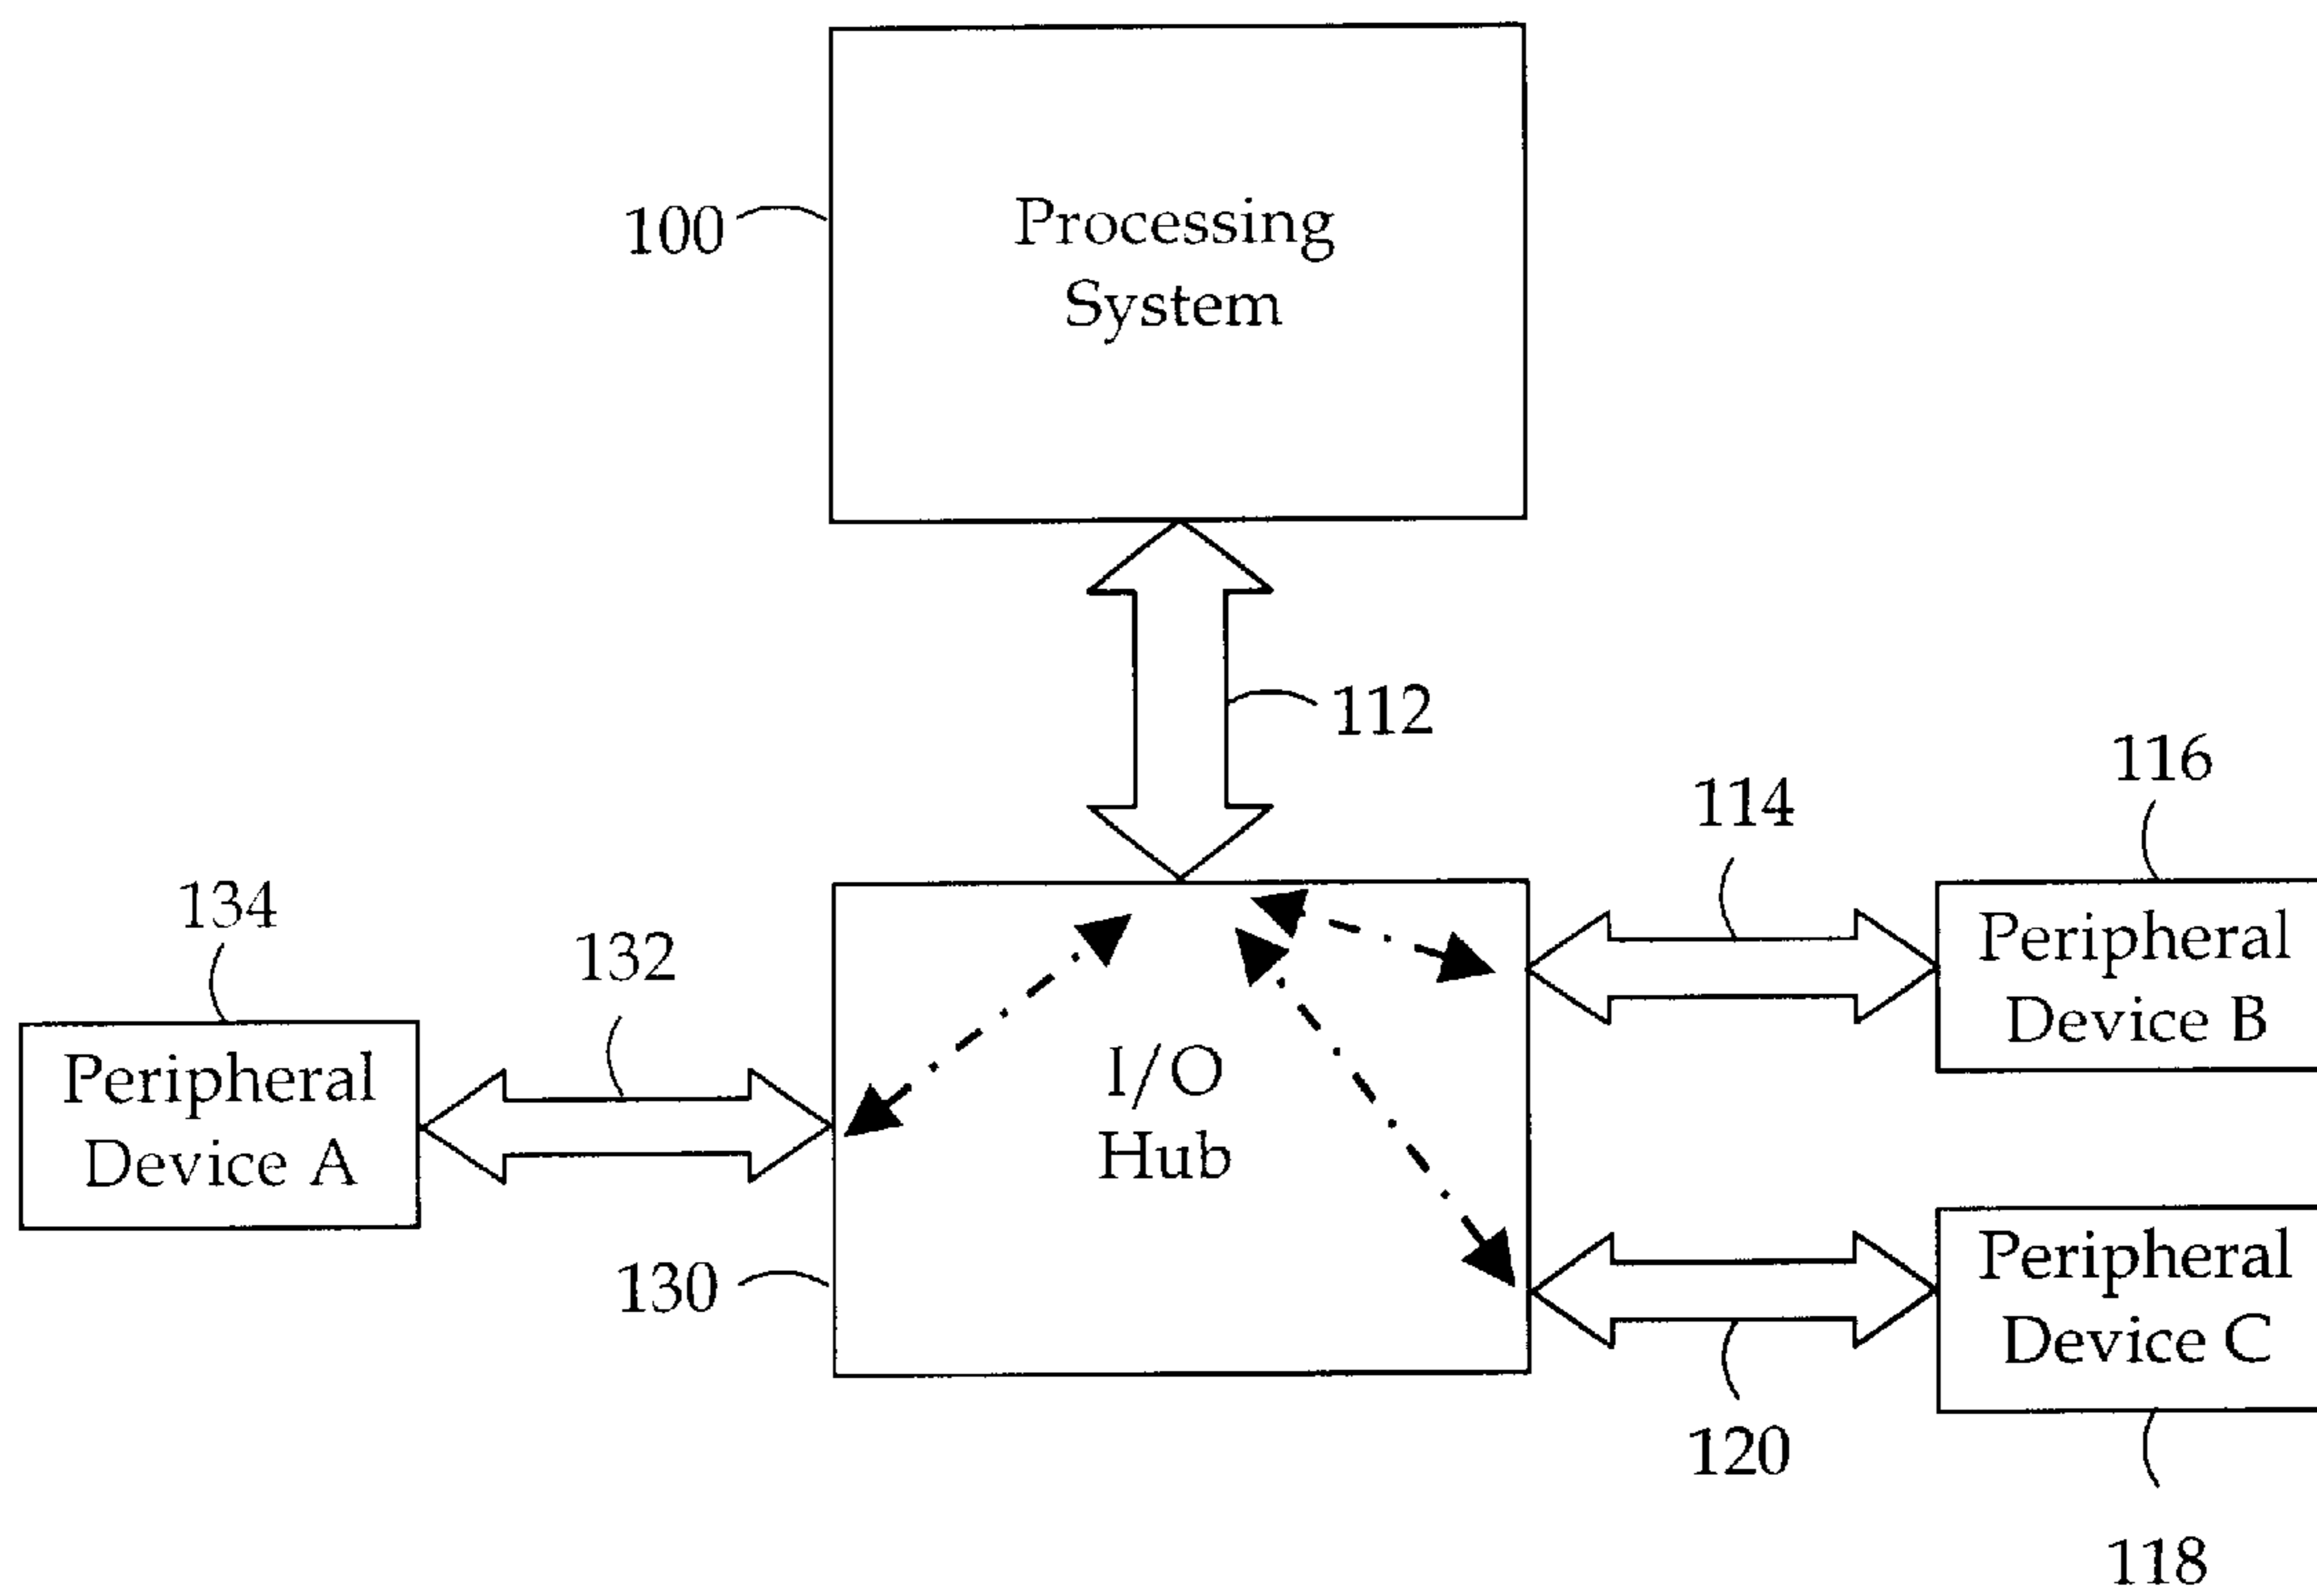 100
Processing
System
112
116
114
134
132
Peripheral
Device B
Peripheral
Device A
I/O
Hub
130
Peripheral
Device C
120
118